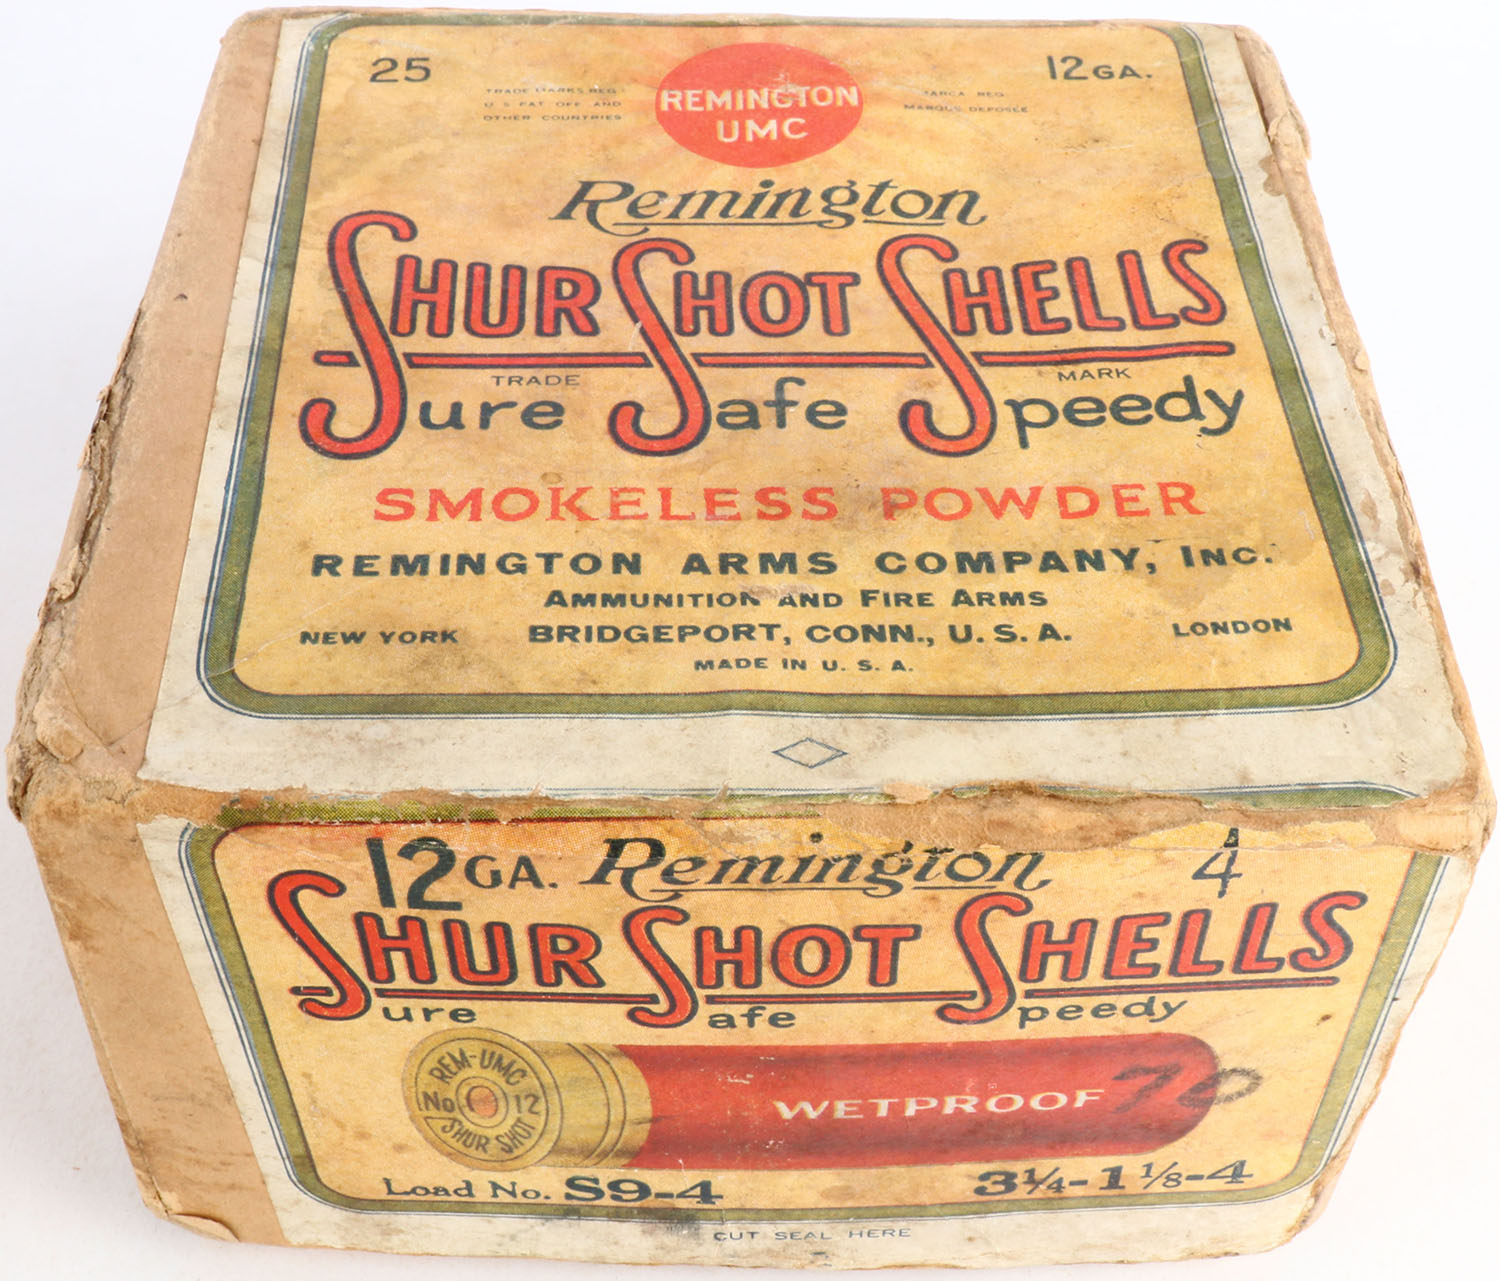 25
12GA.
TRADE MARKS REG.
U S PAT OFF AND
OTHER COUNTRIES
REMINGTON
UMC
MARCA REG.
MARQUE DEPOSÉE
Remington
SHUR SHOT SHELLS
TRADE MARK
Sure Safe Speedy
SMOKELESS POWDER
REMINGTON ARMS COMPANY, INC.
AMMUNITION AND FIRE ARMS
NEW YORK BRIDGEPORT, CONN., U.S.A. LONDON
MADE IN U.S.A.
12GA. Remington 4
SHUR SHOT SHELLS
Sure Safe Speedy
REM-UMC
No 12
SHUR SHOT
WETPROOF 70
Load No. S9-4 3¼-1⅛-4
CUT SEAL HERE